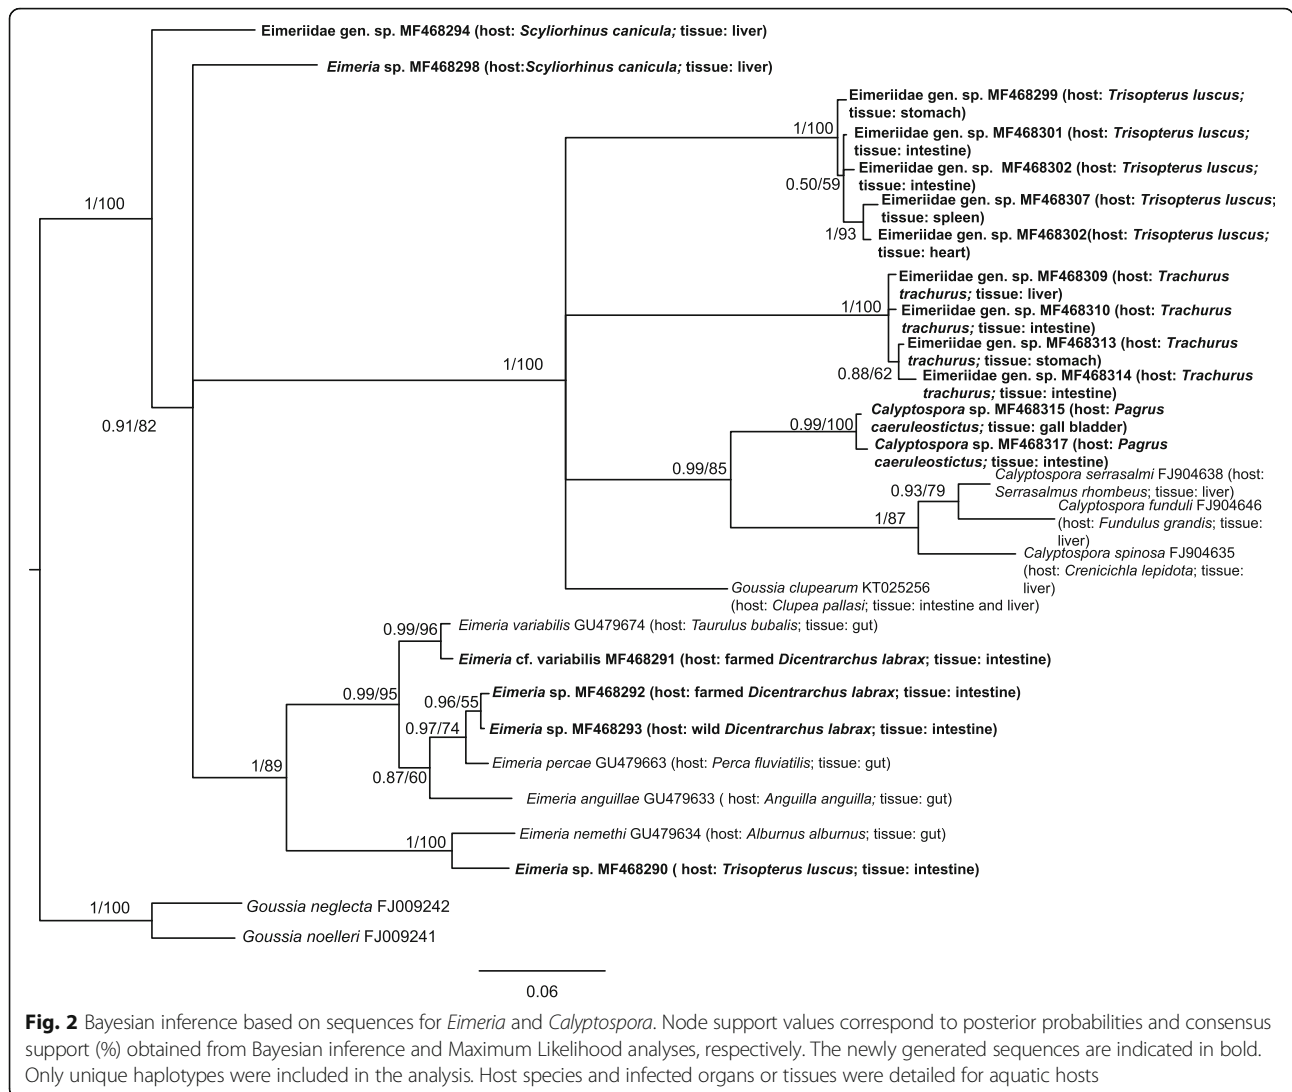 Eimeriidae gen. sp. MF468294 (host: Scyliorhinus canicula; tissue: liver)
Eimeria sp. MF468298 (host:Scyliorhinus canicula; tissue: liver)
Eimeriidae gen. sp. MF468299 (host: Trisopterus luscus;
tissue: stomach)
1/100
Eimeriidae gen. sp. MF468301 (host: Trisopterus luscus;
tissue: intestine)
Eimeriidae gen. sp. MF468302 (host: Trisopterus luscus;
tissue: intestine)
0.50/59
Eimeriidae gen. sp. MF468307 (host: Trisopterus luscus;
tissue: spleen)
1/100
1/93
Eimeriidae gen. sp. MF468302(host: Trisopterus luscus;
tissue: heart)
Eimeriidae gen. sp. MF468309 (host: Trachurus
trachurus; tissue: liver)
1/100
Eimeriidae gen. sp. MF468310 (host: Trachurus
trachurus; tissue: intestine)
Eimeriidae gen. sp. MF468313 (host: Trachurus
trachurus; tissue: stomach)
1/100
0.88/62
Eimeriidae gen. sp. MF468314 (host: Trachurus
trachurus; tissue: intestine)
Calyptospora sp. MF468315 (host: Pagrus
caeruleostictus; tissue: gall bladder)
0.91/82
0.99/100
Calyptospora sp. MF468317 (host: Pagrus
caeruleostictus; tissue: intestine)
0.99/85
Calyptospora serrasalmi FJ904638 (host:
Serrasalmus rhombeus; tissue: liver)
0.93/79
Calyptospora funduli FJ904646
(host: Fundulus grandis; tissue:
liver)
1/87
Calyptospora spinosa FJ904635
(host: Crenicichla lepidota; tissue:
liver)
Goussia clupearum KT025256
(host: Clupea pallasi; tissue: intestine and liver)
0.99/96
Eimeria variabilis GU479674 (host: Taurulus bubalis; tissue: gut)
Eimeria cf. variabilis MF468291 (host: farmed Dicentrarchus labrax; tissue: intestine)
0.99/95
Eimeria sp. MF468292 (host: farmed Dicentrarchus labrax; tissue: intestine)
0.96/55
0.97/74
Eimeria sp. MF468293 (host: wild Dicentrarchus labrax; tissue: intestine)
1/89
Eimeria percae GU479663 (host: Perca fluviatilis; tissue: gut)
0.87/60
Eimeria anguillae GU479633 ( host: Anguilla anguilla; tissue: gut)
Eimeria nemethi GU479634 (host: Alburnus alburnus; tissue: gut)
1/100
Eimeria sp. MF468290 ( host: Trisopterus luscus; tissue: intestine)
1/100
Goussia neglecta FJ009242
Goussia noelleri FJ009241
0.06
Fig. 2 Bayesian inference based on sequences for Eimeria and Calyptospora. Node support values correspond to posterior probabilities and consensus
support (%) obtained from Bayesian inference and Maximum Likelihood analyses, respectively. The newly generated sequences are indicated in bold.
Only unique haplotypes were included in the analysis. Host species and infected organs or tissues were detailed for aquatic hosts